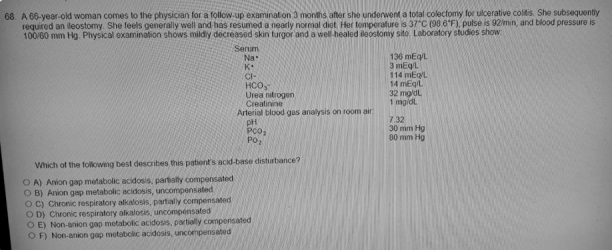 68. A 66-year-old woman comes to the physician for a follow-up examination 3 months after she underwent a total colectomy for ulcerative colitis. She subsequently
required an ileostomy. She feels generally well and has resumed a nearly normal diet. Her temperature is 37°C (98.6°F), pulse is 92/min, and blood pressure is
100/60 mm Hg. Physical examination shows mildly decreased skin turgor and a well-healed ileostomy site. Laboratory studies show:
Serum
Na+ 136 mEq/L
K+ 3 mEq/L
Cl- 114 mEq/L
HCO3- 14 mEq/L
Urea nitrogen 32 mg/dL
Creatinine 1 mg/dL
Arterial blood gas analysis on room air:
pH 7.32
PCO2 30 mm Hg
PO2 80 mm Hg
Which of the following best describes this patient's acid-base disturbance?
A) Anion gap metabolic acidosis, partially compensated
B) Anion gap metabolic acidosis, uncompensated
C) Chronic respiratory alkalosis, partially compensated
D) Chronic respiratory alkalosis, uncompensated
E) Non-anion gap metabolic acidosis, partially compensated
F) Non-anion gap metabolic acidosis, uncompensated